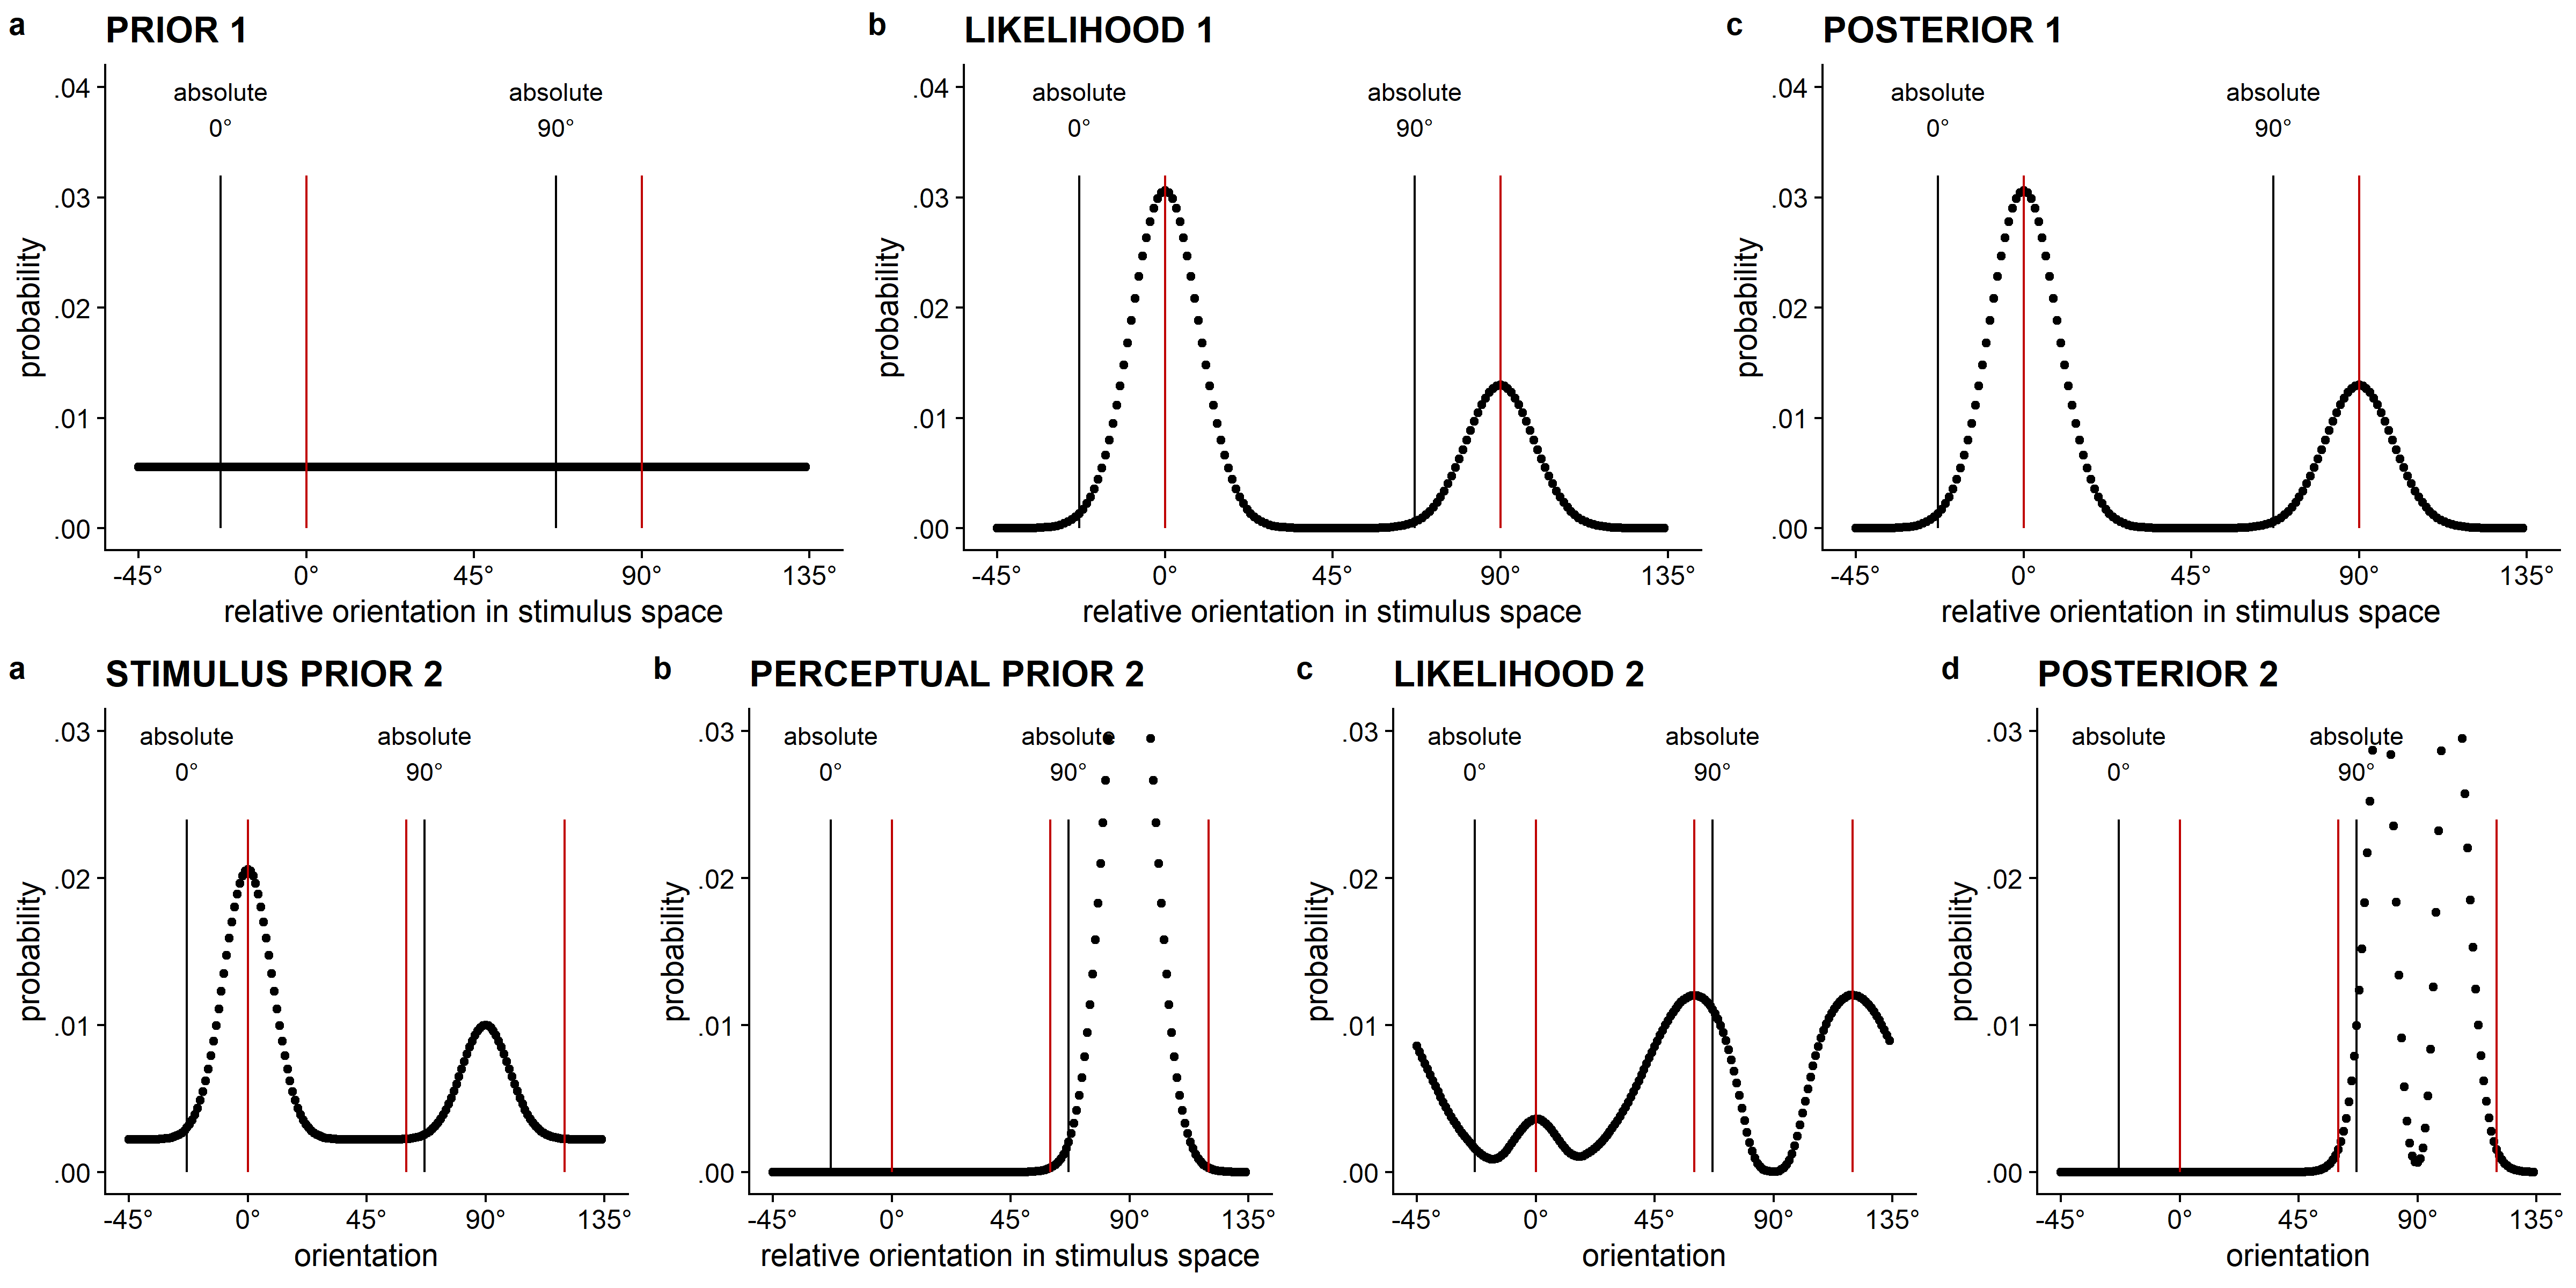 a PRIOR 1
.04
.03
.02
.01
.00
probability
absolute
0°
absolute
90°
-45° 0° 45° 90° 135°
relative orientation in stimulus space
b LIKELIHOOD 1
.04
.03
.02
.01
.00
probability
absolute
0°
absolute
90°
-45° 0° 45° 90° 135°
relative orientation in stimulus space
c POSTERIOR 1
.04
.03
.02
.01
.00
probability
absolute
0°
absolute
90°
-45° 0° 45° 90° 135°
relative orientation in stimulus space
a STIMULUS PRIOR 2
.03
.02
.01
.00
probability
absolute
0°
absolute
90°
-45° 0° 45° 90° 135°
orientation
b PERCEPTUAL PRIOR 2
.03
.02
.01
.00
probability
absolute
0°
absolute
90°
-45° 0° 45° 90° 135°
relative orientation in stimulus space
c LIKELIHOOD 2
.03
.02
.01
.00
probability
absolute
0°
absolute
90°
-45° 0° 45° 90° 135°
orientation
d POSTERIOR 2
.03
.02
.01
.00
probability
absolute
0°
absolute
90°
-45° 0° 45° 90° 135°
orientation